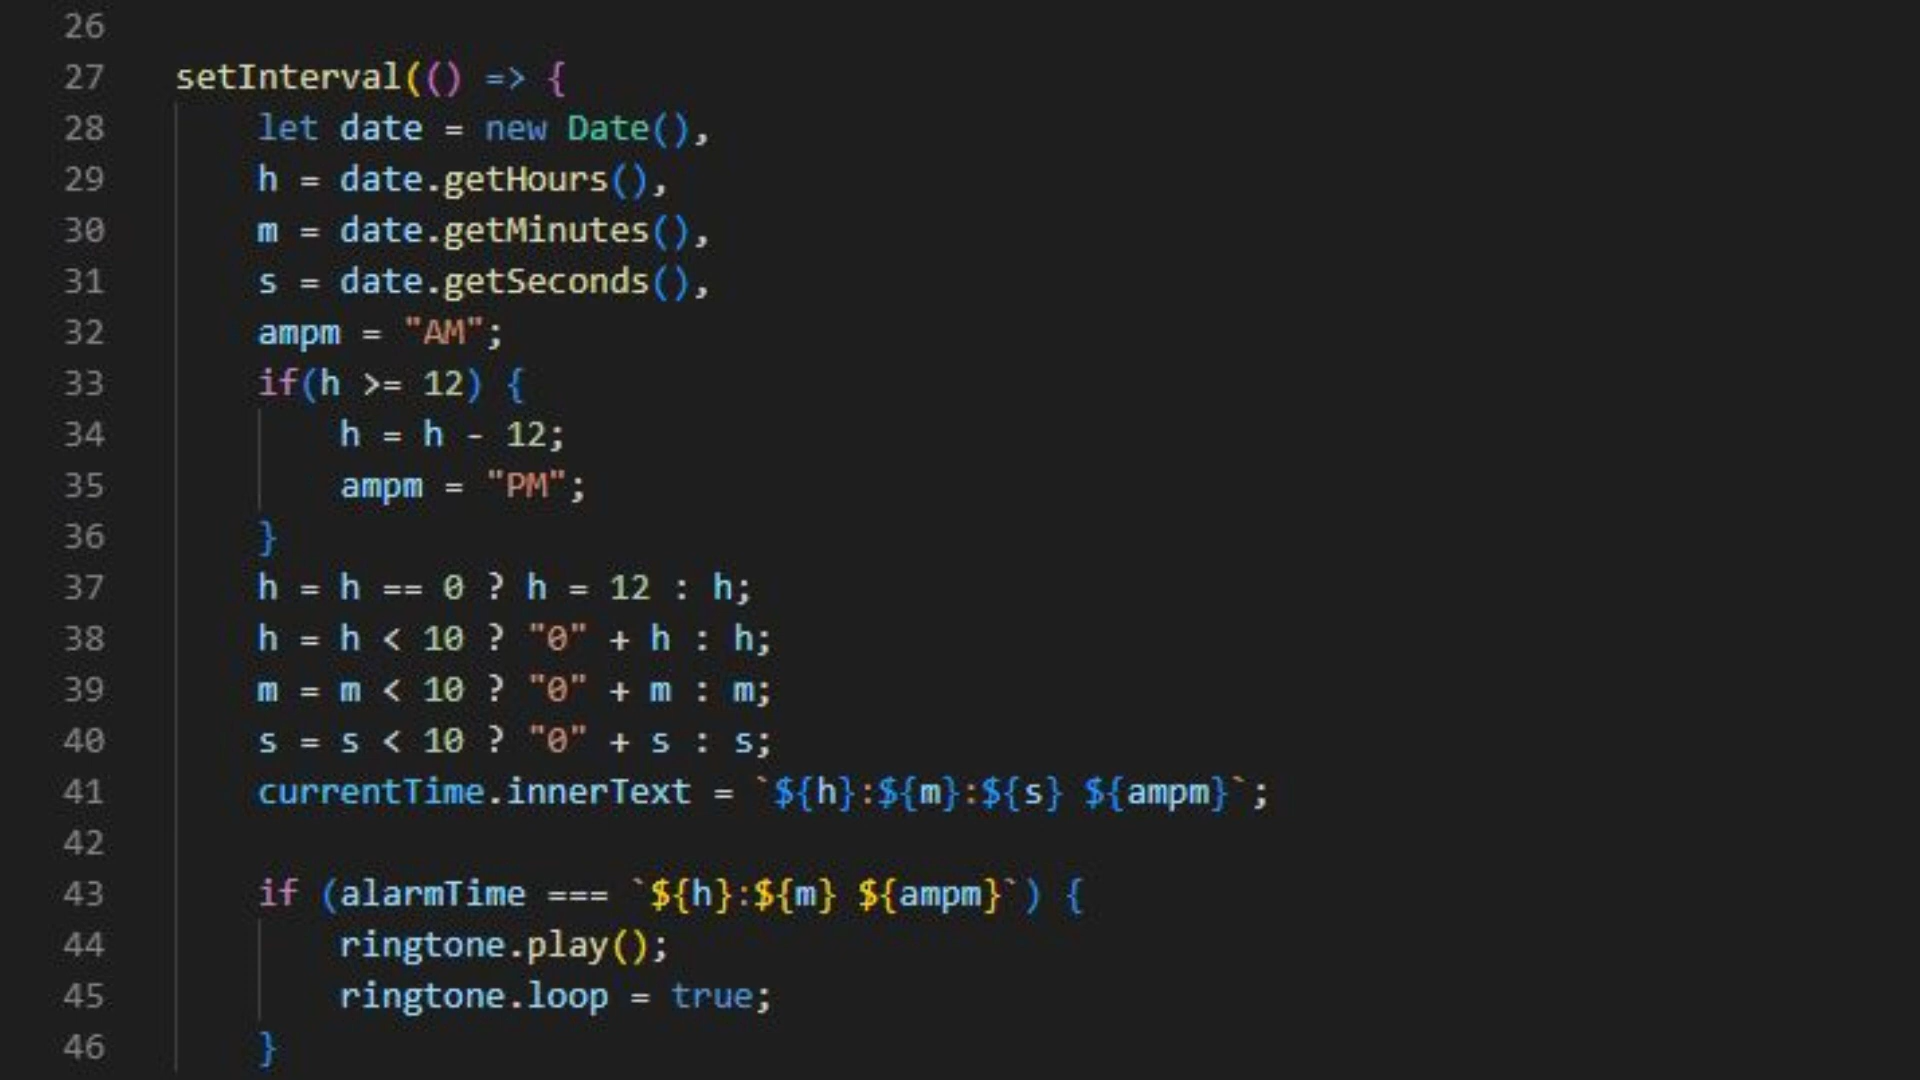 26
27 setInterval(() => {
28 let date = new Date(),
29 h = date.getHours(),
30 m = date.getMinutes(),
31 s = date.getSeconds(),
32 ampm = "AM";
33 if(h >= 12) {
34 h = h - 12;
35 ampm = "PM";
36 }
37 h = h == 0 ? h = 12 : h;
38 h = h < 10 ? "0" + h : h;
39 m = m < 10 ? "0" + m : m;
40 s = s < 10 ? "0" + s : s;
41 currentTime.innerText = `${h}:${m}:${s} ${ampm}`;
42
43 if (alarmTime === `${h}:${m} ${ampm}`) {
44 ringtone.play();
45 ringtone.loop = true;
46 }